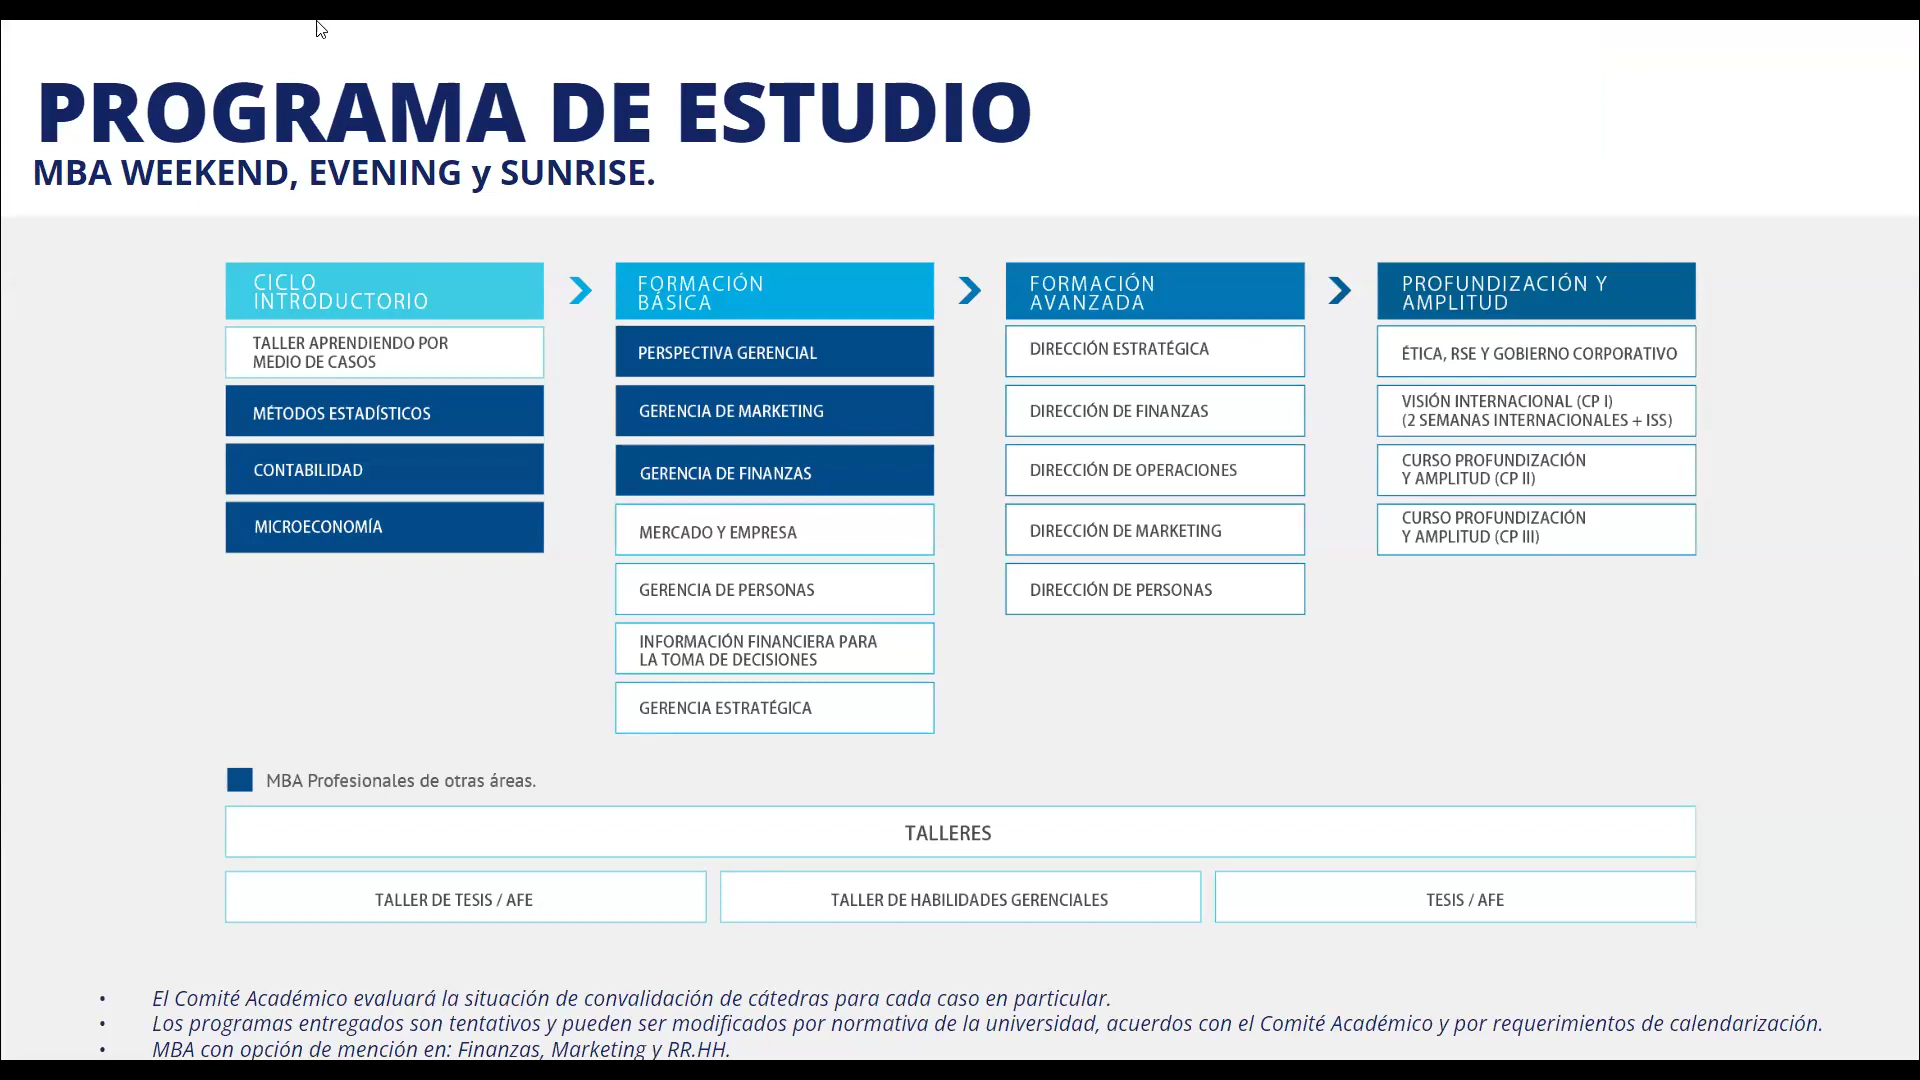 PROGRAMA DE ESTUDIO
MBA WEEKEND, EVENING y SUNRISE.
CICLO
INTRODUCTORIO
TALLER APRENDIENDO POR
MEDIO DE CASOS
MÉTODOS ESTADÍSTICOS
CONTABILIDAD
MICROECONOMÍA
FORMACIÓN
BÁSICA
PERSPECTIVA GERENCIAL
GERENCIA DE MARKETING
GERENCIA DE FINANZAS
MERCADO Y EMPRESA
GERENCIA DE PERSONAS
INFORMACIÓN FINANCIERA PARA
LA TOMA DE DECISIONES
GERENCIA ESTRATÉGICA
FORMACIÓN
AVANZADA
DIRECCIÓN ESTRATÉGICA
DIRECCIÓN DE FINANZAS
DIRECCIÓN DE OPERACIONES
DIRECCIÓN DE MARKETING
DIRECCIÓN DE PERSONAS
PROFUNDIZACIÓN Y
AMPLITUD
ÉTICA, RSE Y GOBIERNO CORPORATIVO
VISIÓN INTERNACIONAL (CP I)
(2 SEMANAS INTERNACIONALES + ISS)
CURSO PROFUNDIZACIÓN
Y AMPLITUD (CP II)
CURSO PROFUNDIZACIÓN
Y AMPLITUD (CP III)
MBA Profesionales de otras áreas.
TALLERES
TALLER DE TESIS / AFE
TALLER DE HABILIDADES GERENCIALES
TESIS / AFE
• El Comité Académico evaluará la situación de convalidación de cátedras para cada caso en particular.
• Los programas entregados son tentativos y pueden ser modificados por normativa de la universidad, acuerdos con el Comité Académico y por requerimientos de calendarización.
• MBA con opción de mención en: Finanzas, Marketing y RR.HH.